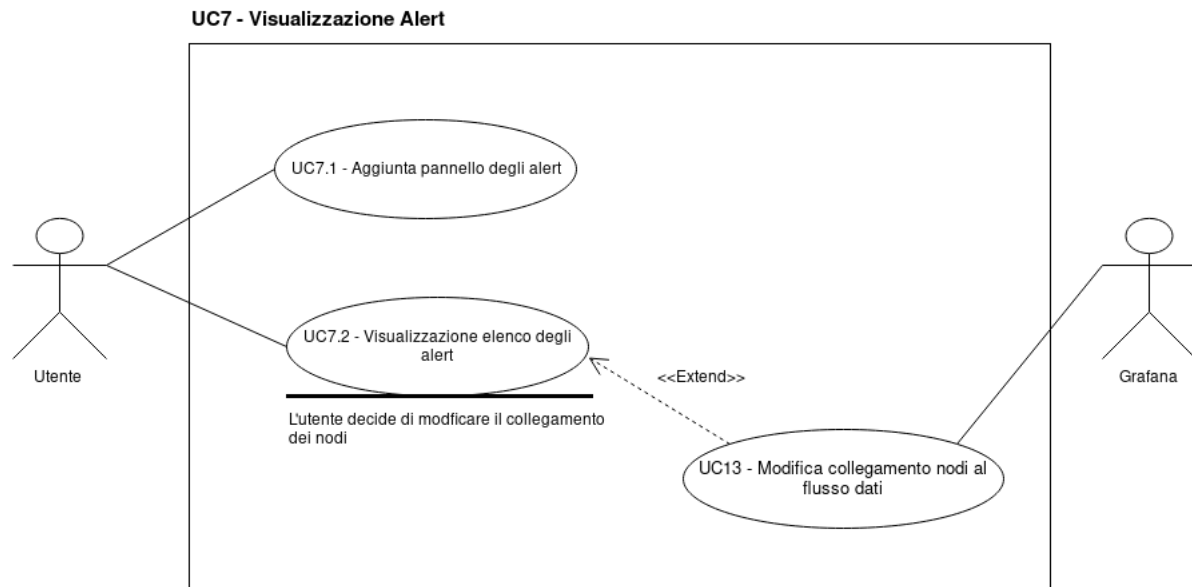 UC7 - Visualizzazione Alert
UC7.1 - Aggiunta pannello degli alert
UC7.2 - Visualizzazione elenco degli
alert
Utente
<<Extend>>
Grafana
L'utente decide di modficare il collegamento
dei nodi
UC13 - Modifica collegamento nodi al
flusso dati